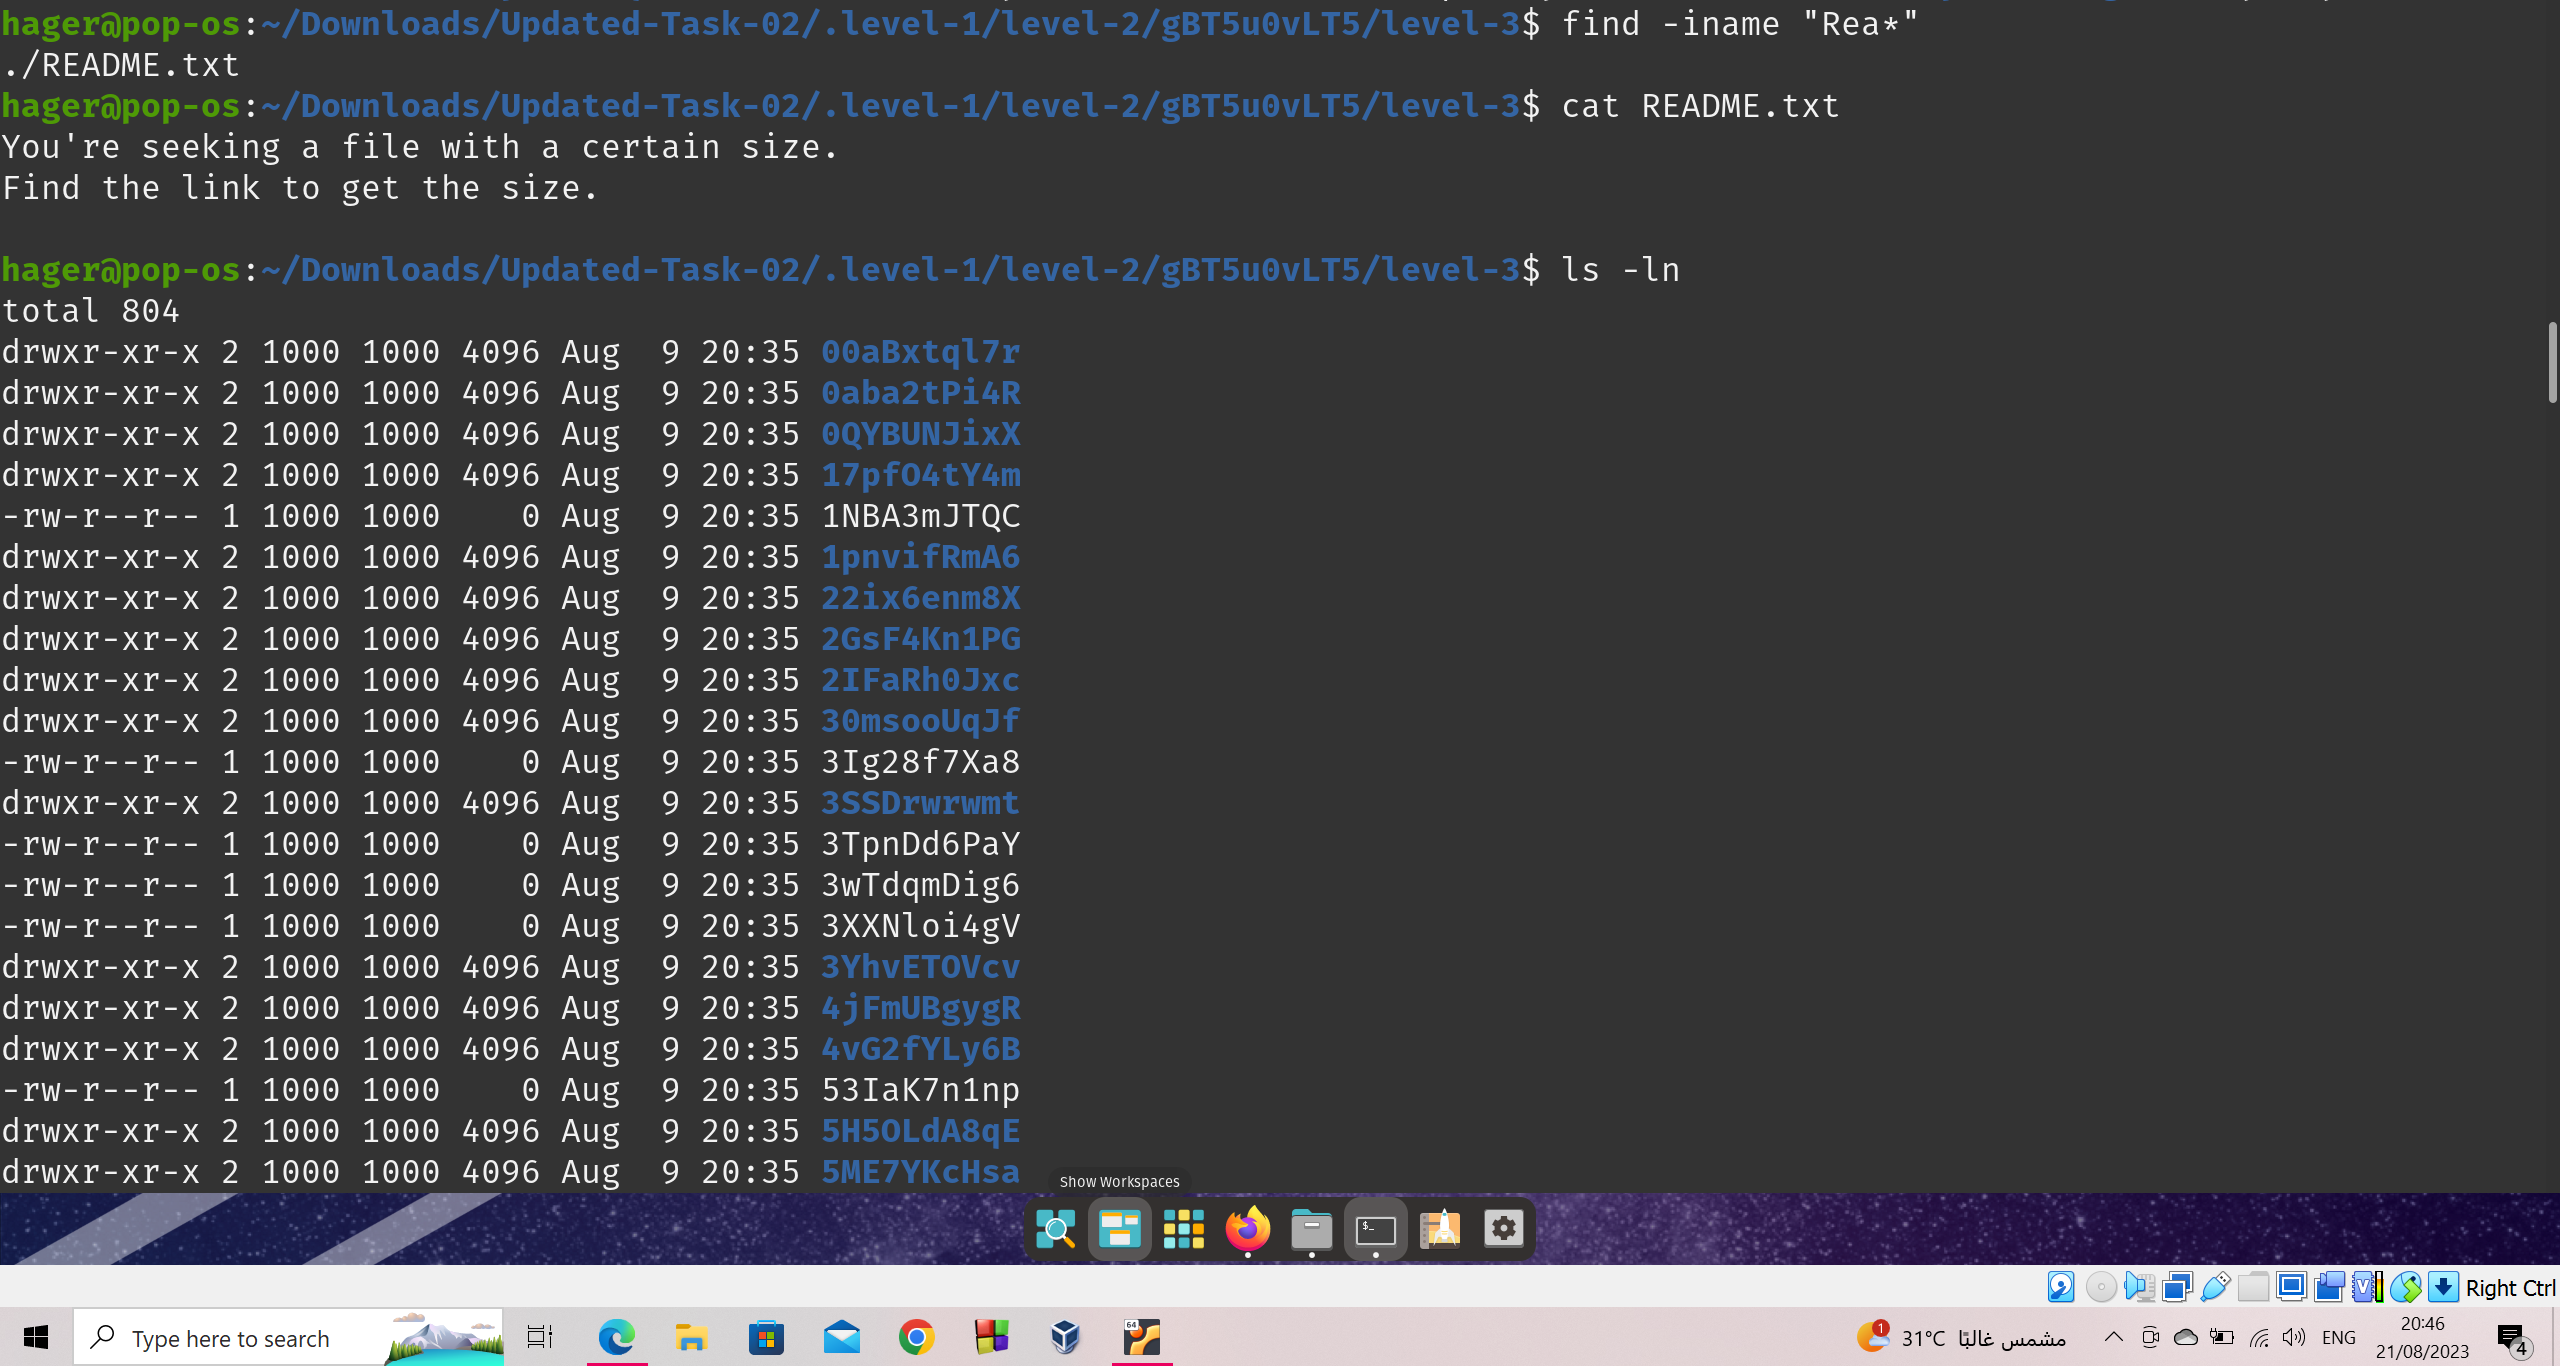 hager@pop-os:~/Downloads/Updated-Task-02/.level-1/level-2/gBT5u0vLT5/level-3$ find -iname "Rea*"
./README.txt
hager@pop-os:~/Downloads/Updated-Task-02/.level-1/level-2/gBT5u0vLT5/level-3$ cat README.txt
You're seeking a file with a certain size.
Find the link to get the size.
hager@pop-os:~/Downloads/Updated-Task-02/.level-1/level-2/gBT5u0vLT5/level-3$ ls -ln
total 804
drwxr-xr-x 2 1000 1000 4096 Aug  9 20:35 00aBxtql7r
drwxr-xr-x 2 1000 1000 4096 Aug  9 20:35 0aba2tPi4R
drwxr-xr-x 2 1000 1000 4096 Aug  9 20:35 0QYBUNJixX
drwxr-xr-x 2 1000 1000 4096 Aug  9 20:35 17pfO4tY4m
-rw-r--r-- 1 1000 1000    0 Aug  9 20:35 1NBA3mJTQC
drwxr-xr-x 2 1000 1000 4096 Aug  9 20:35 1pnvifRmA6
drwxr-xr-x 2 1000 1000 4096 Aug  9 20:35 22ix6enm8X
drwxr-xr-x 2 1000 1000 4096 Aug  9 20:35 2GsF4Kn1PG
drwxr-xr-x 2 1000 1000 4096 Aug  9 20:35 2IFaRh0Jxc
drwxr-xr-x 2 1000 1000 4096 Aug  9 20:35 30msooUqJf
-rw-r--r-- 1 1000 1000    0 Aug  9 20:35 3Ig28f7Xa8
drwxr-xr-x 2 1000 1000 4096 Aug  9 20:35 3SSDrwrwmt
-rw-r--r-- 1 1000 1000    0 Aug  9 20:35 3TpnDd6PaY
-rw-r--r-- 1 1000 1000    0 Aug  9 20:35 3wTdqmDig6
-rw-r--r-- 1 1000 1000    0 Aug  9 20:35 3XXNloi4gV
drwxr-xr-x 2 1000 1000 4096 Aug  9 20:35 3YhvETOVcv
drwxr-xr-x 2 1000 1000 4096 Aug  9 20:35 4jFmUBgygR
drwxr-xr-x 2 1000 1000 4096 Aug  9 20:35 4vG2fYLy6B
-rw-r--r-- 1 1000 1000    0 Aug  9 20:35 53IaK7n1np
drwxr-xr-x 2 1000 1000 4096 Aug  9 20:35 5H5OLdA8qE
drwxr-xr-x 2 1000 1000 4096 Aug  9 20:35 5ME7YKcHsa
Show Workspaces
$_
V
Right Ctrl
Type here to search
64
1
31°C مشمس غالبًا
ENG
20:46
21/08/2023
4